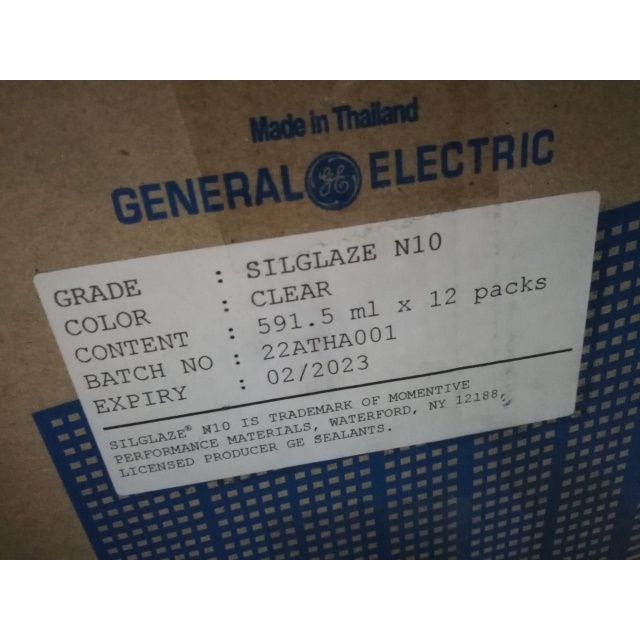 Made in Thailand
GENERAL GE ELECTRIC
GRADE : SILGLAZE N10
COLOR : CLEAR
CONTENT : 591.5 ml x 12 packs
BATCH NO : 22ATHA001
EXPIRY : 02/2023
SILGLAZE® N10 IS TRADEMARK OF MOMENTIVE
PERFORMANCE MATERIALS, WATERFORD, NY 12188,
LICENSED PRODUCER GE SEALANTS.